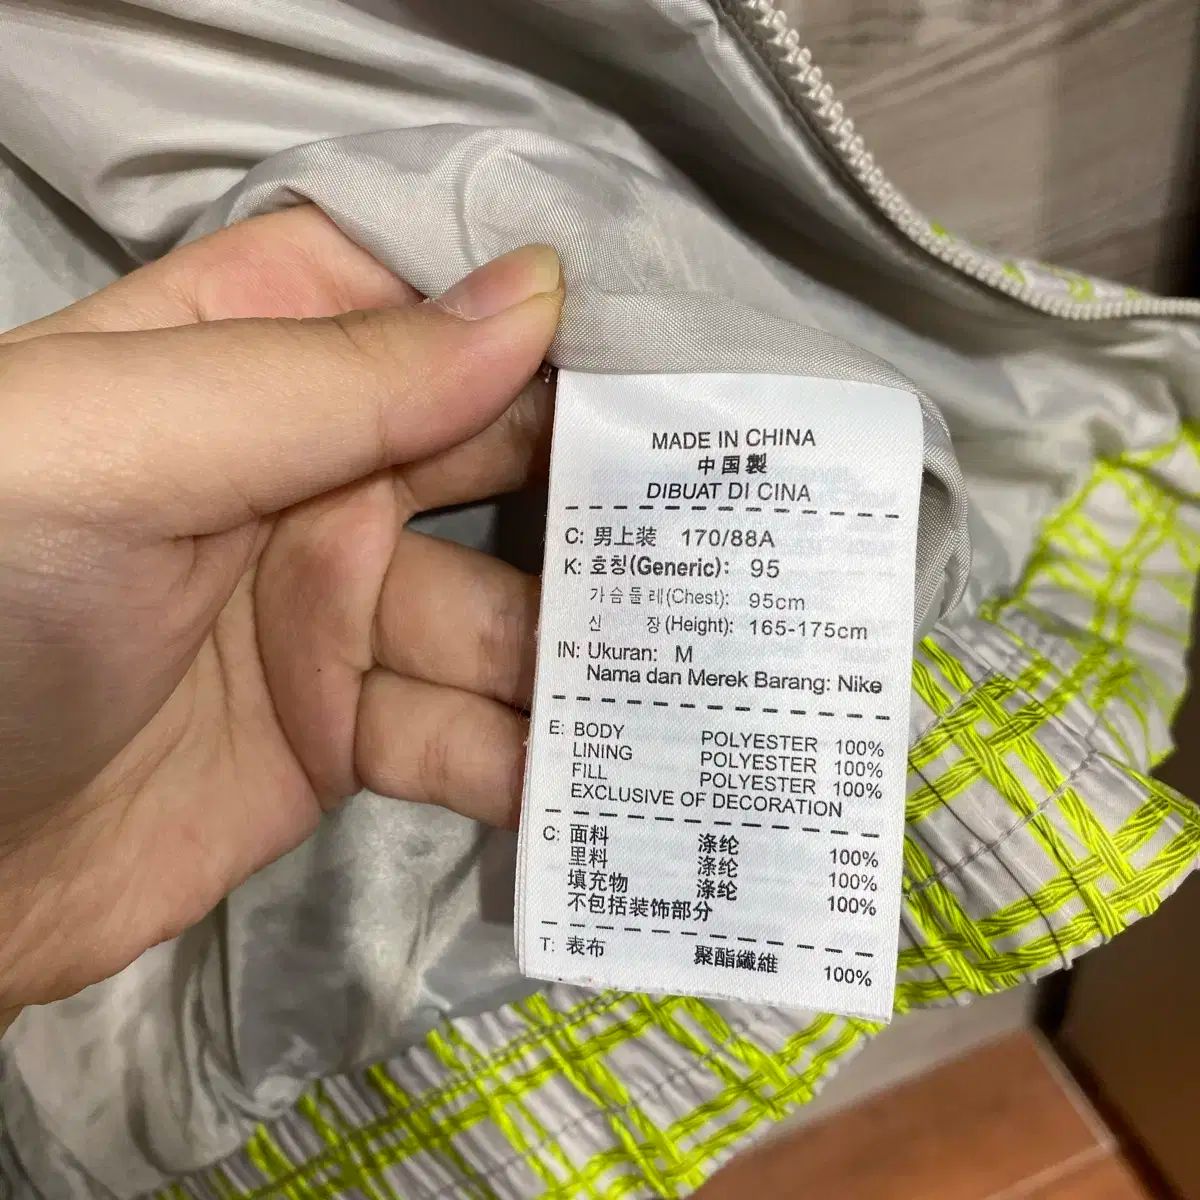 MADE IN CHINA
中国製
DIBUAT DI CINA
C: 男上装 170/88A
K: 호칭(Generic): 95
가슴둘레(Chest): 95cm
신 장(Height): 165-175cm
IN: Ukuran: M
Nama dan Merek Barang: Nike
E: BODY POLYESTER 100%
LINING POLYESTER 100%
FILL POLYESTER 100%
EXCLUSIVE OF DECORATION
C: 面料 涤纶 100%
里料 涤纶 100%
填充物 涤纶 100%
不包括装饰部分
T: 表布 聚酯纖維 100%